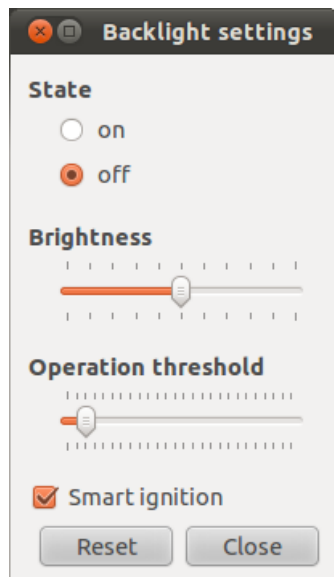 Backlight settings
State
on
off
Brightness
Operation threshold
Smart ignition
Reset Close